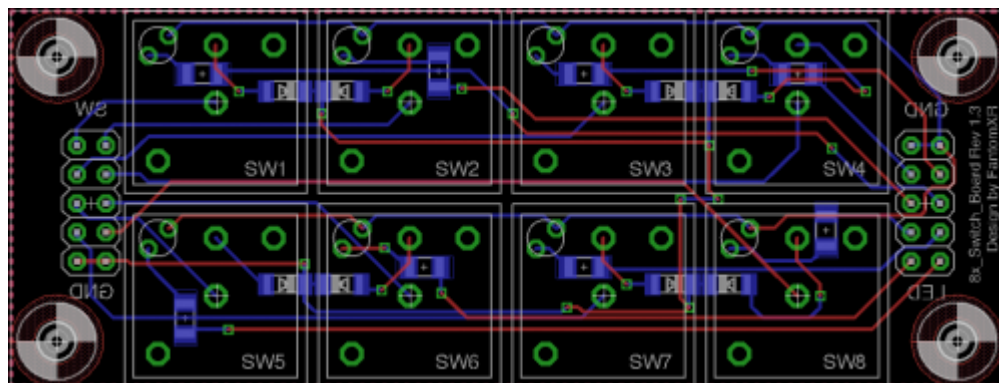 SW
GND
SW1
SW2
SW3
SW4
SW5
SW6
SW7
SW8
GND
LED
8x_Switch_Board Rev 1.3
Design by FantomXR